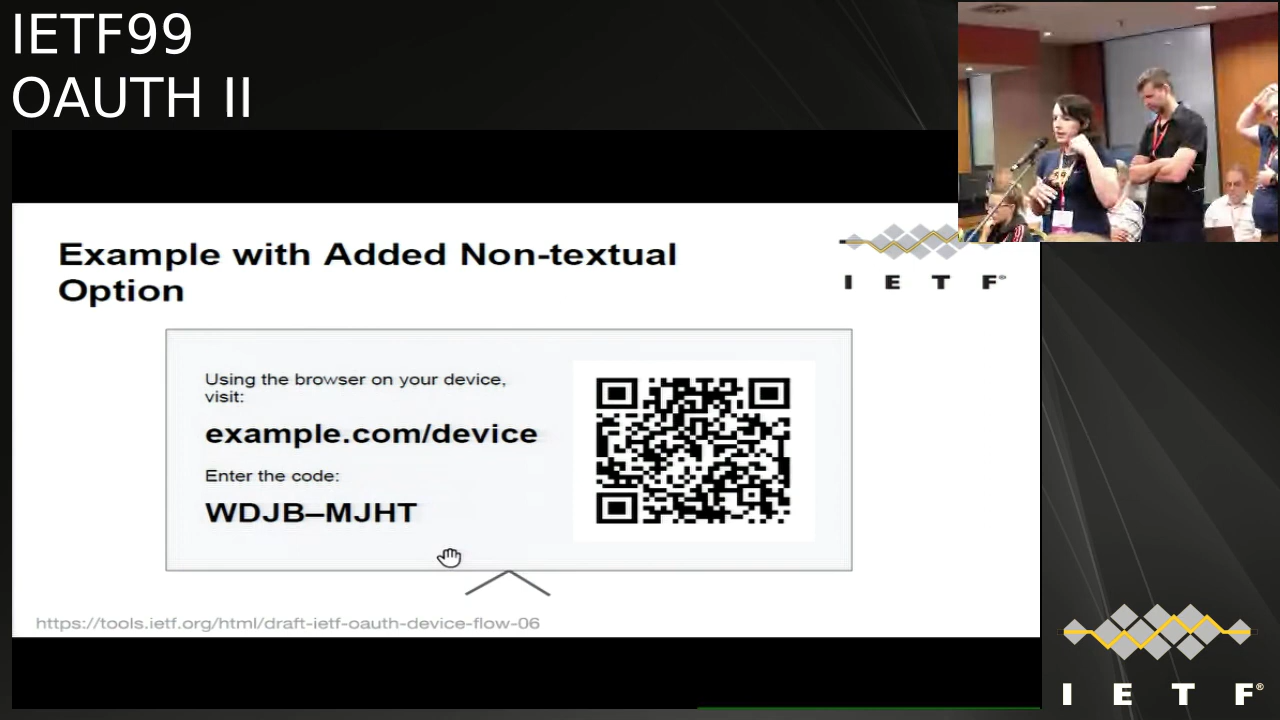 IETF99
OAUTH II
Example with Added Non-textual
Option
I E T F®
Using the browser on your device,
visit:
example.com/device
Enter the code:
WDJB–MJHT
https://tools.ietf.org/html/draft-ietf-oauth-device-flow-06
I E T F®